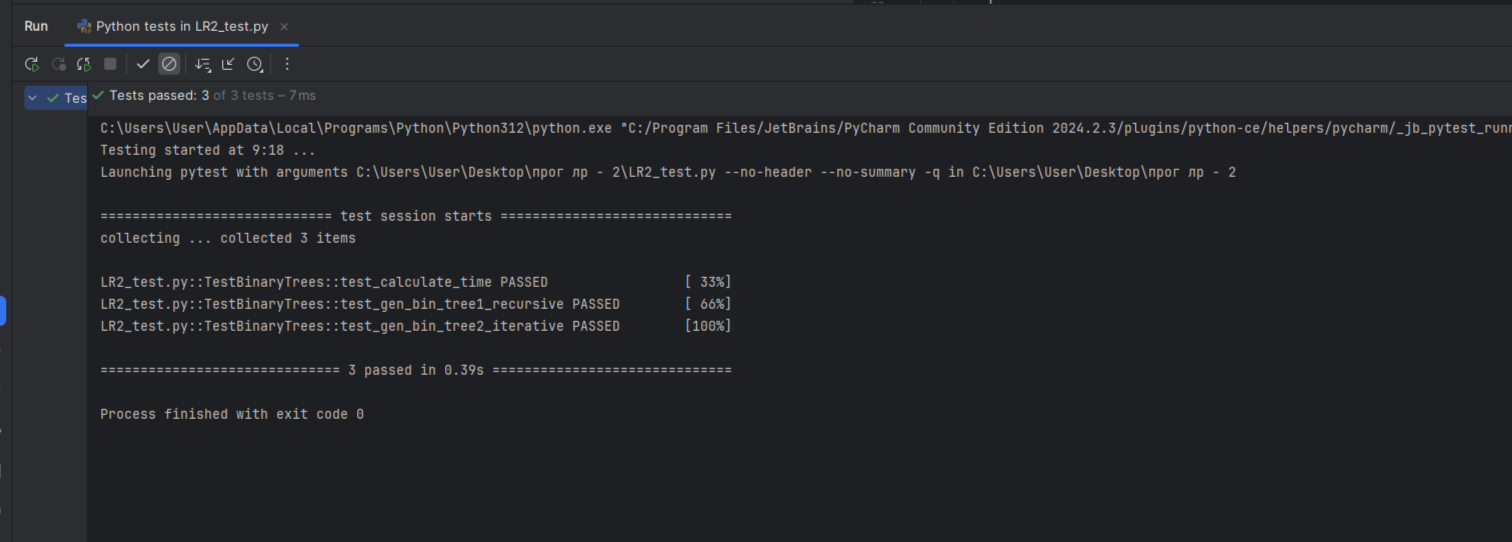 Run Python tests in LR2_test.py
Tes
Tests passed: 3 of 3 tests – 7 ms
C:\Users\User\AppData\Local\Programs\Python\Python312\python.exe "C:/Program Files/JetBrains/PyCharm Community Edition 2024.2.3/plugins/python-ce/helpers/pycharm/_jb_pytest_runn
Testing started at 9:18 ...
Launching pytest with arguments C:\Users\User\Desktop\прог лр - 2\LR2_test.py --no-header --no-summary -q in C:\Users\User\Desktop\прог лр - 2
============================= test session starts =============================
collecting ... collected 3 items
LR2_test.py::TestBinaryTrees::test_calculate_time PASSED [ 33%]
LR2_test.py::TestBinaryTrees::test_gen_bin_tree1_recursive PASSED [ 66%]
LR2_test.py::TestBinaryTrees::test_gen_bin_tree2_iterative PASSED [100%]
============================== 3 passed in 0.39s ==============================
Process finished with exit code 0